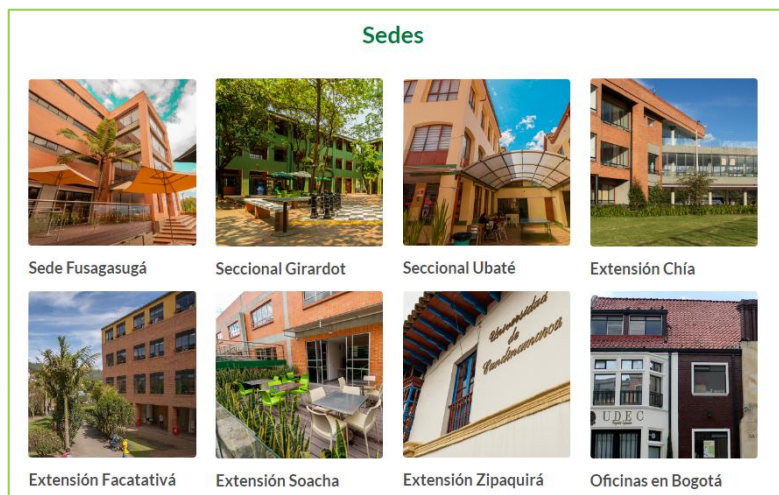 Sedes
Sede Fusagasugá
Seccional Girardot
Seccional Ubaté
Extensión Chía
Universidad
de
Cundinamarca
UDEC
Extensión Facatativá
Extensión Soacha
Extensión Zipaquirá
Oficinas en Bogotá